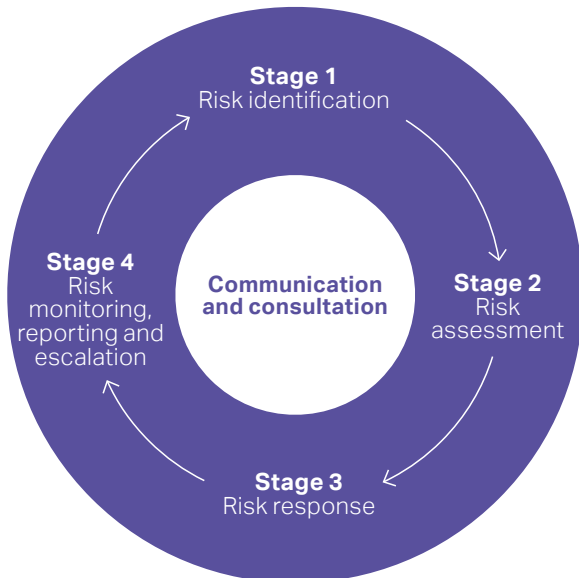 Stage 1
Risk identification
Stage 2
Risk
assessment
Stage 3
Risk response
Stage 4
Risk
monitoring,
reporting and
escalation
Communication
and consultation